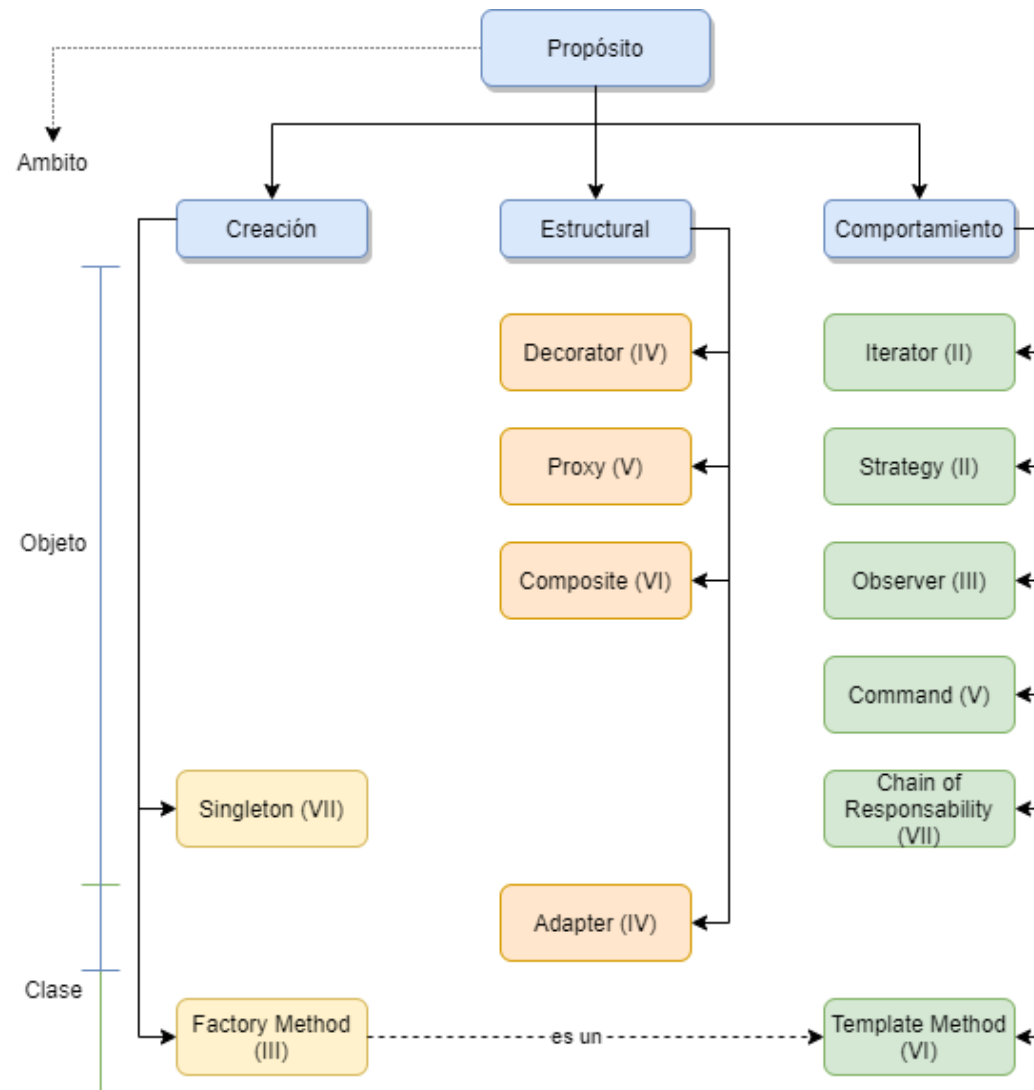 Propósito
Ambito
Creación
Estructural
Comportamiento
Decorator (IV)
Iterator (II)
Proxy (V)
Strategy (II)
Objeto
Composite (VI)
Observer (III)
Command (V)
Singleton (VII)
Chain of
Responsability
(VII)
Adapter (IV)
Clase
Factory Method
(III)
es un
Template Method
(VI)